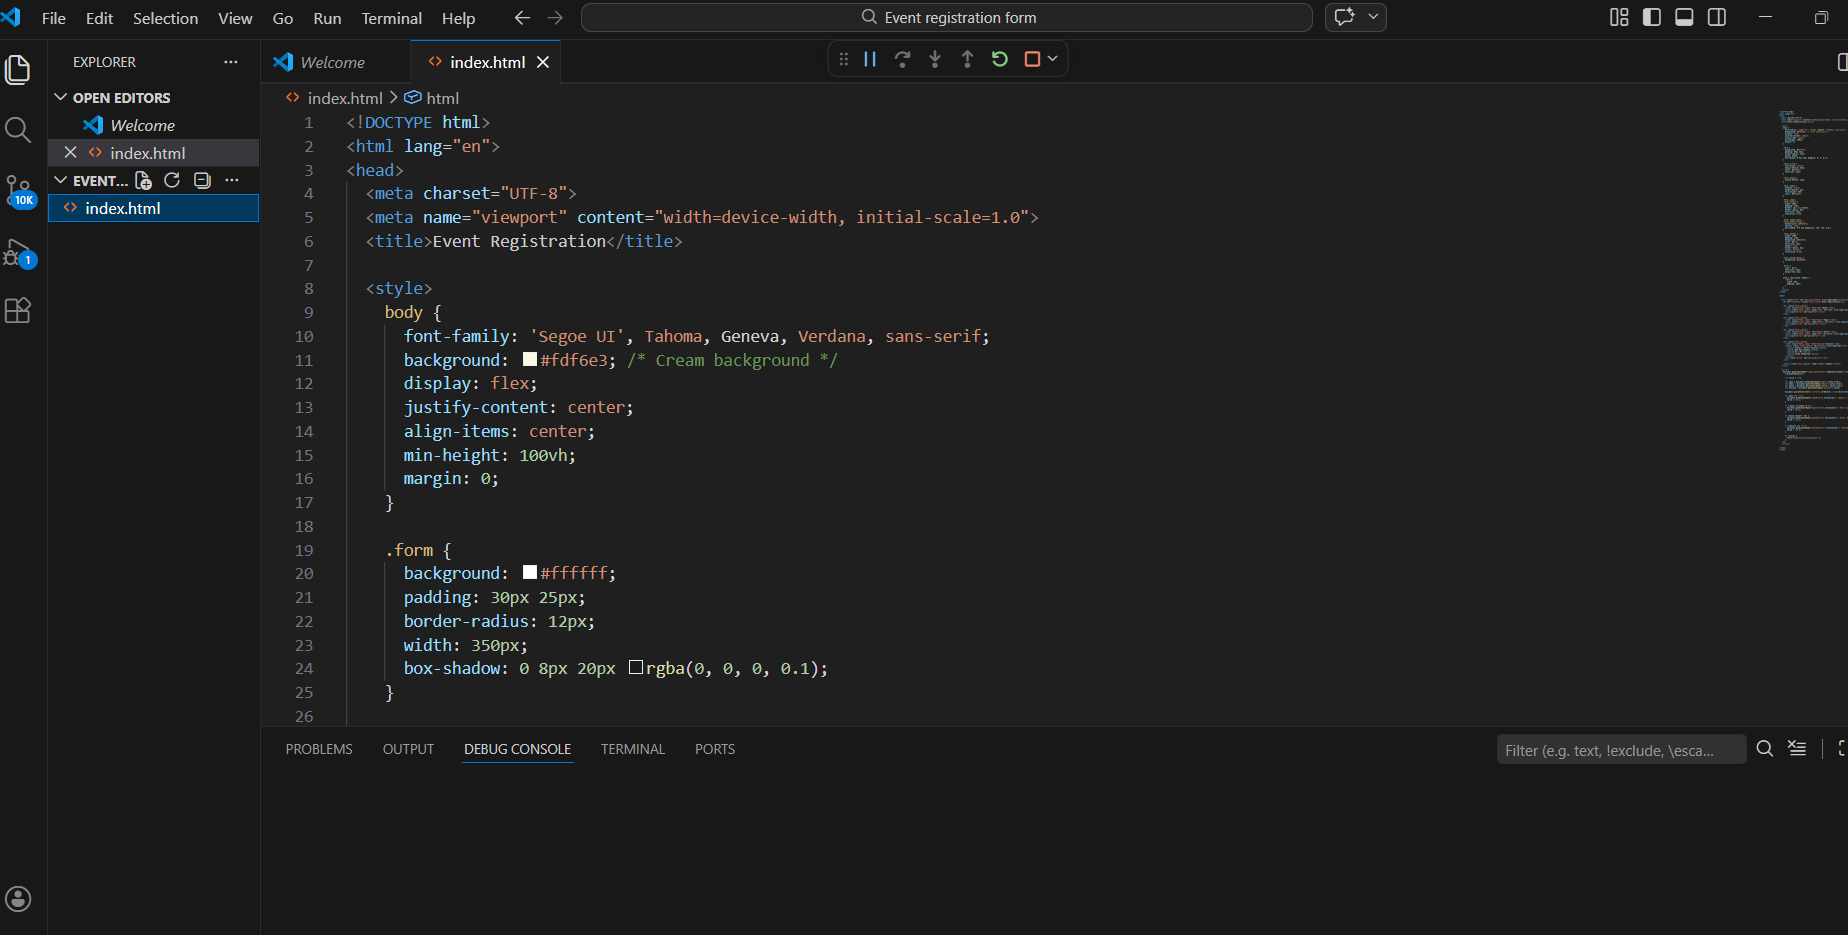 File Edit Selection View Go Run Terminal Help
Event registration form
EXPLORER
OPEN EDITORS
Welcome
index.html
EVENT...
index.html
10K
1
Welcome
index.html
index.html > html
1 <!DOCTYPE html>
2 <html lang="en">
3 <head>
4 <meta charset="UTF-8">
5 <meta name="viewport" content="width=device-width, initial-scale=1.0">
6 <title>Event Registration</title>
7
8 <style>
9 body {
10 font-family: 'Segoe UI', Tahoma, Geneva, Verdana, sans-serif;
11 background: #fdf6e3; /* Cream background */
12 display: flex;
13 justify-content: center;
14 align-items: center;
15 min-height: 100vh;
16 margin: 0;
17 }
18
19 .form {
20 background: #ffffff;
21 padding: 30px 25px;
22 border-radius: 12px;
23 width: 350px;
24 box-shadow: 0 8px 20px rgba(0, 0, 0, 0.1);
25 }
26
PROBLEMS OUTPUT DEBUG CONSOLE TERMINAL PORTS
Filter (e.g. text, !exclude, \esca...